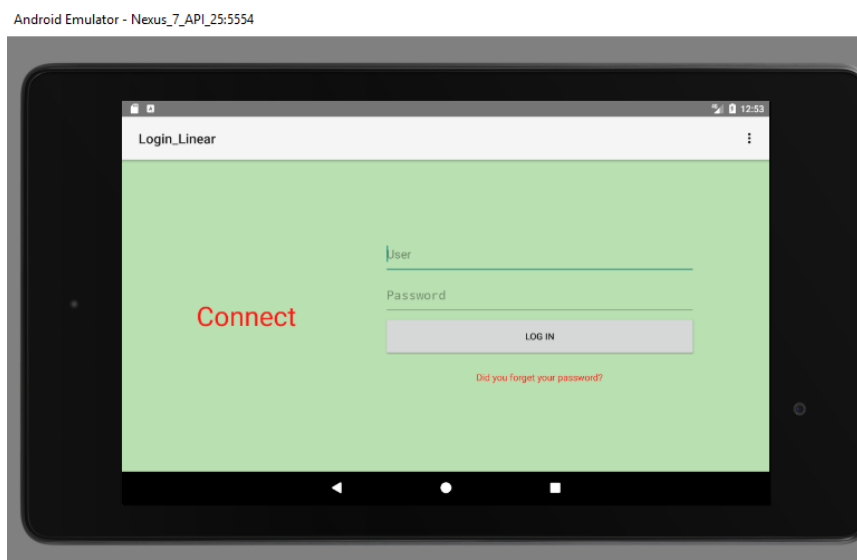 Android Emulator - Nexus_7_API_25:5554
12:53
Login_Linear
User
Password
Connect
LOG IN
Did you forget your password?